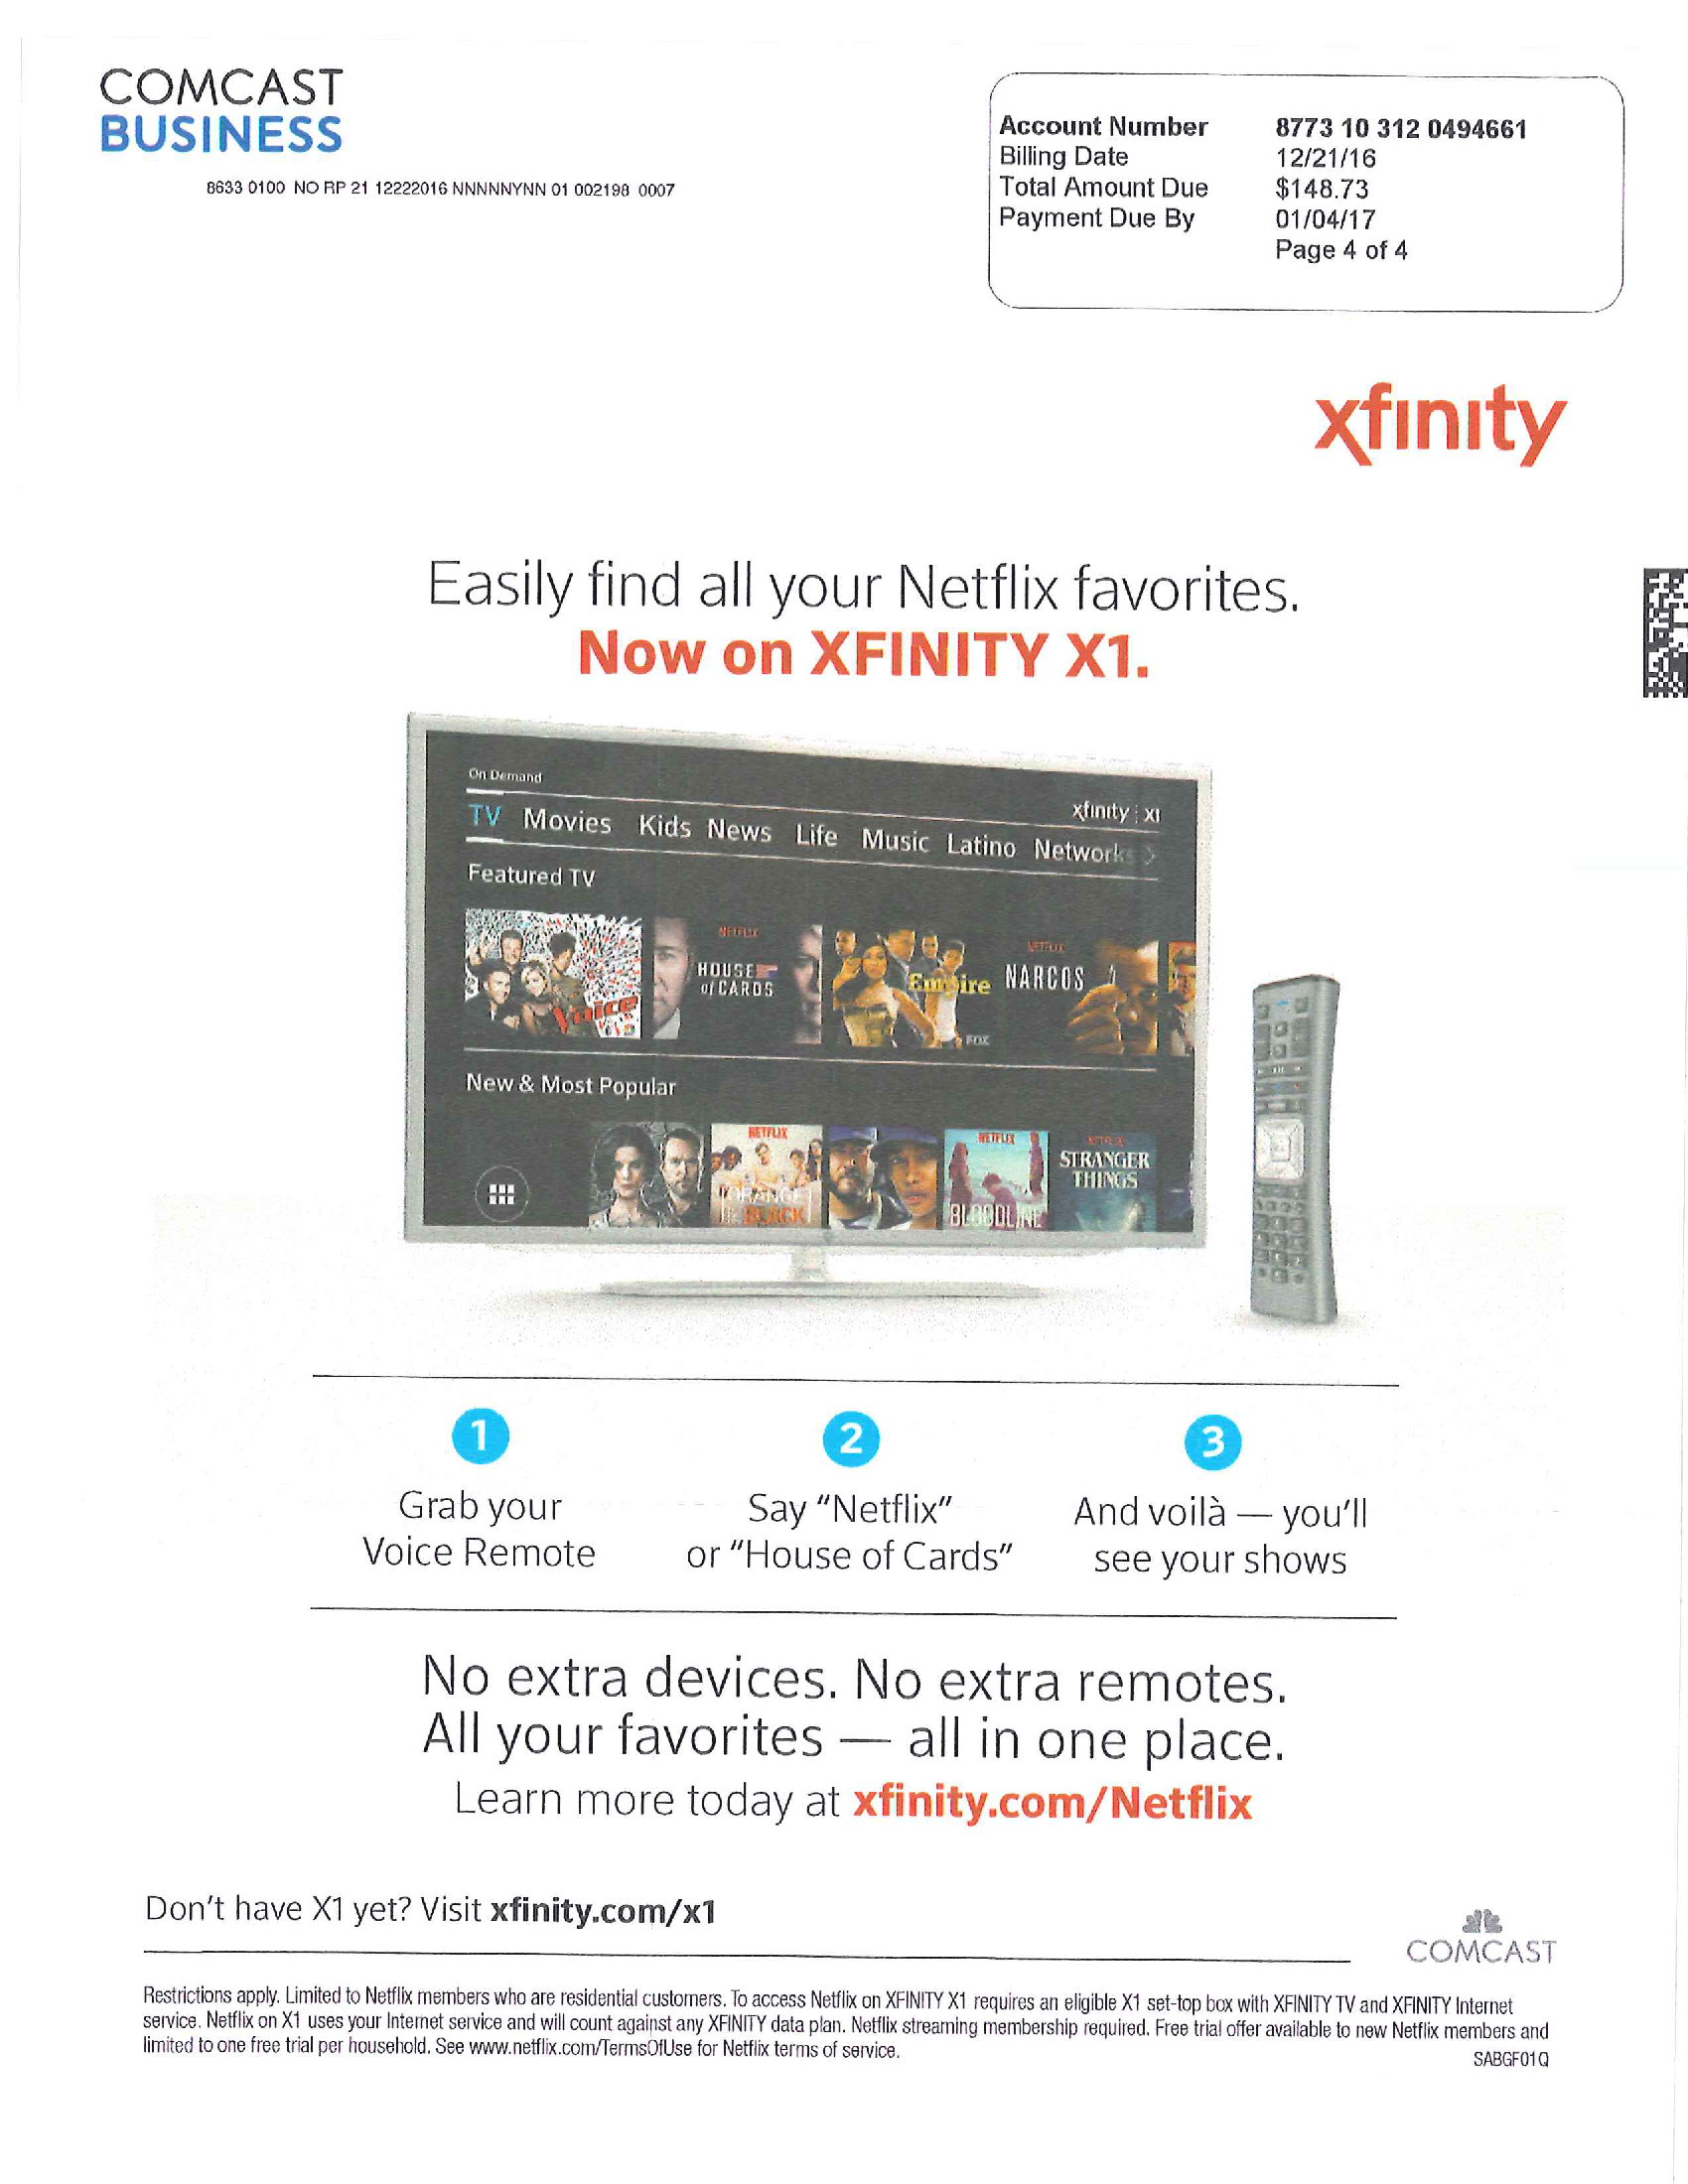 COMCAST
BUSINESS
8633 0100 NO RP 21 12222016 NNNNNYNN 01 002198 0007
Account Number 8773 10 312 0494661
Billing Date 12/21/16
Total Amount Due $148.73
Payment Due By 01/04/17
Page 4 of 4
xfinity
Easily find all your Netflix favorites.
Now on XFINITY X1.
On Demand
xfinity X1
TV Movies Kids News Life Music Latino Networks
Featured TV
Voice
NETFLIX
HOUSE
of CARDS
Empire
FOX
NETFLIX
NARCOS
New & Most Popular
NETFLIX
ORANGE
BLACK
NETFLIX
BLOODLINE
NETFLIX
STRANGER
THINGS
1
Grab your
Voice Remote
2
Say "Netflix"
or "House of Cards"
3
And voilà — you'll
see your shows
No extra devices. No extra remotes.
All your favorites — all in one place.
Learn more today at xfinity.com/Netflix
Don't have X1 yet? Visit xfinity.com/x1
COMCAST
Restrictions apply. Limited to Netflix members who are residential customers. To access Netflix on XFINITY X1 requires an eligible X1 set-top box with XFINITY TV and XFINITY Internet
service. Netflix on X1 uses your Internet service and will count against any XFINITY data plan. Netflix streaming membership required. Free trial offer available to new Netflix members and
limited to one free trial per household. See www.netflix.com/TermsOfUse for Netflix terms of service.
SABGF01Q